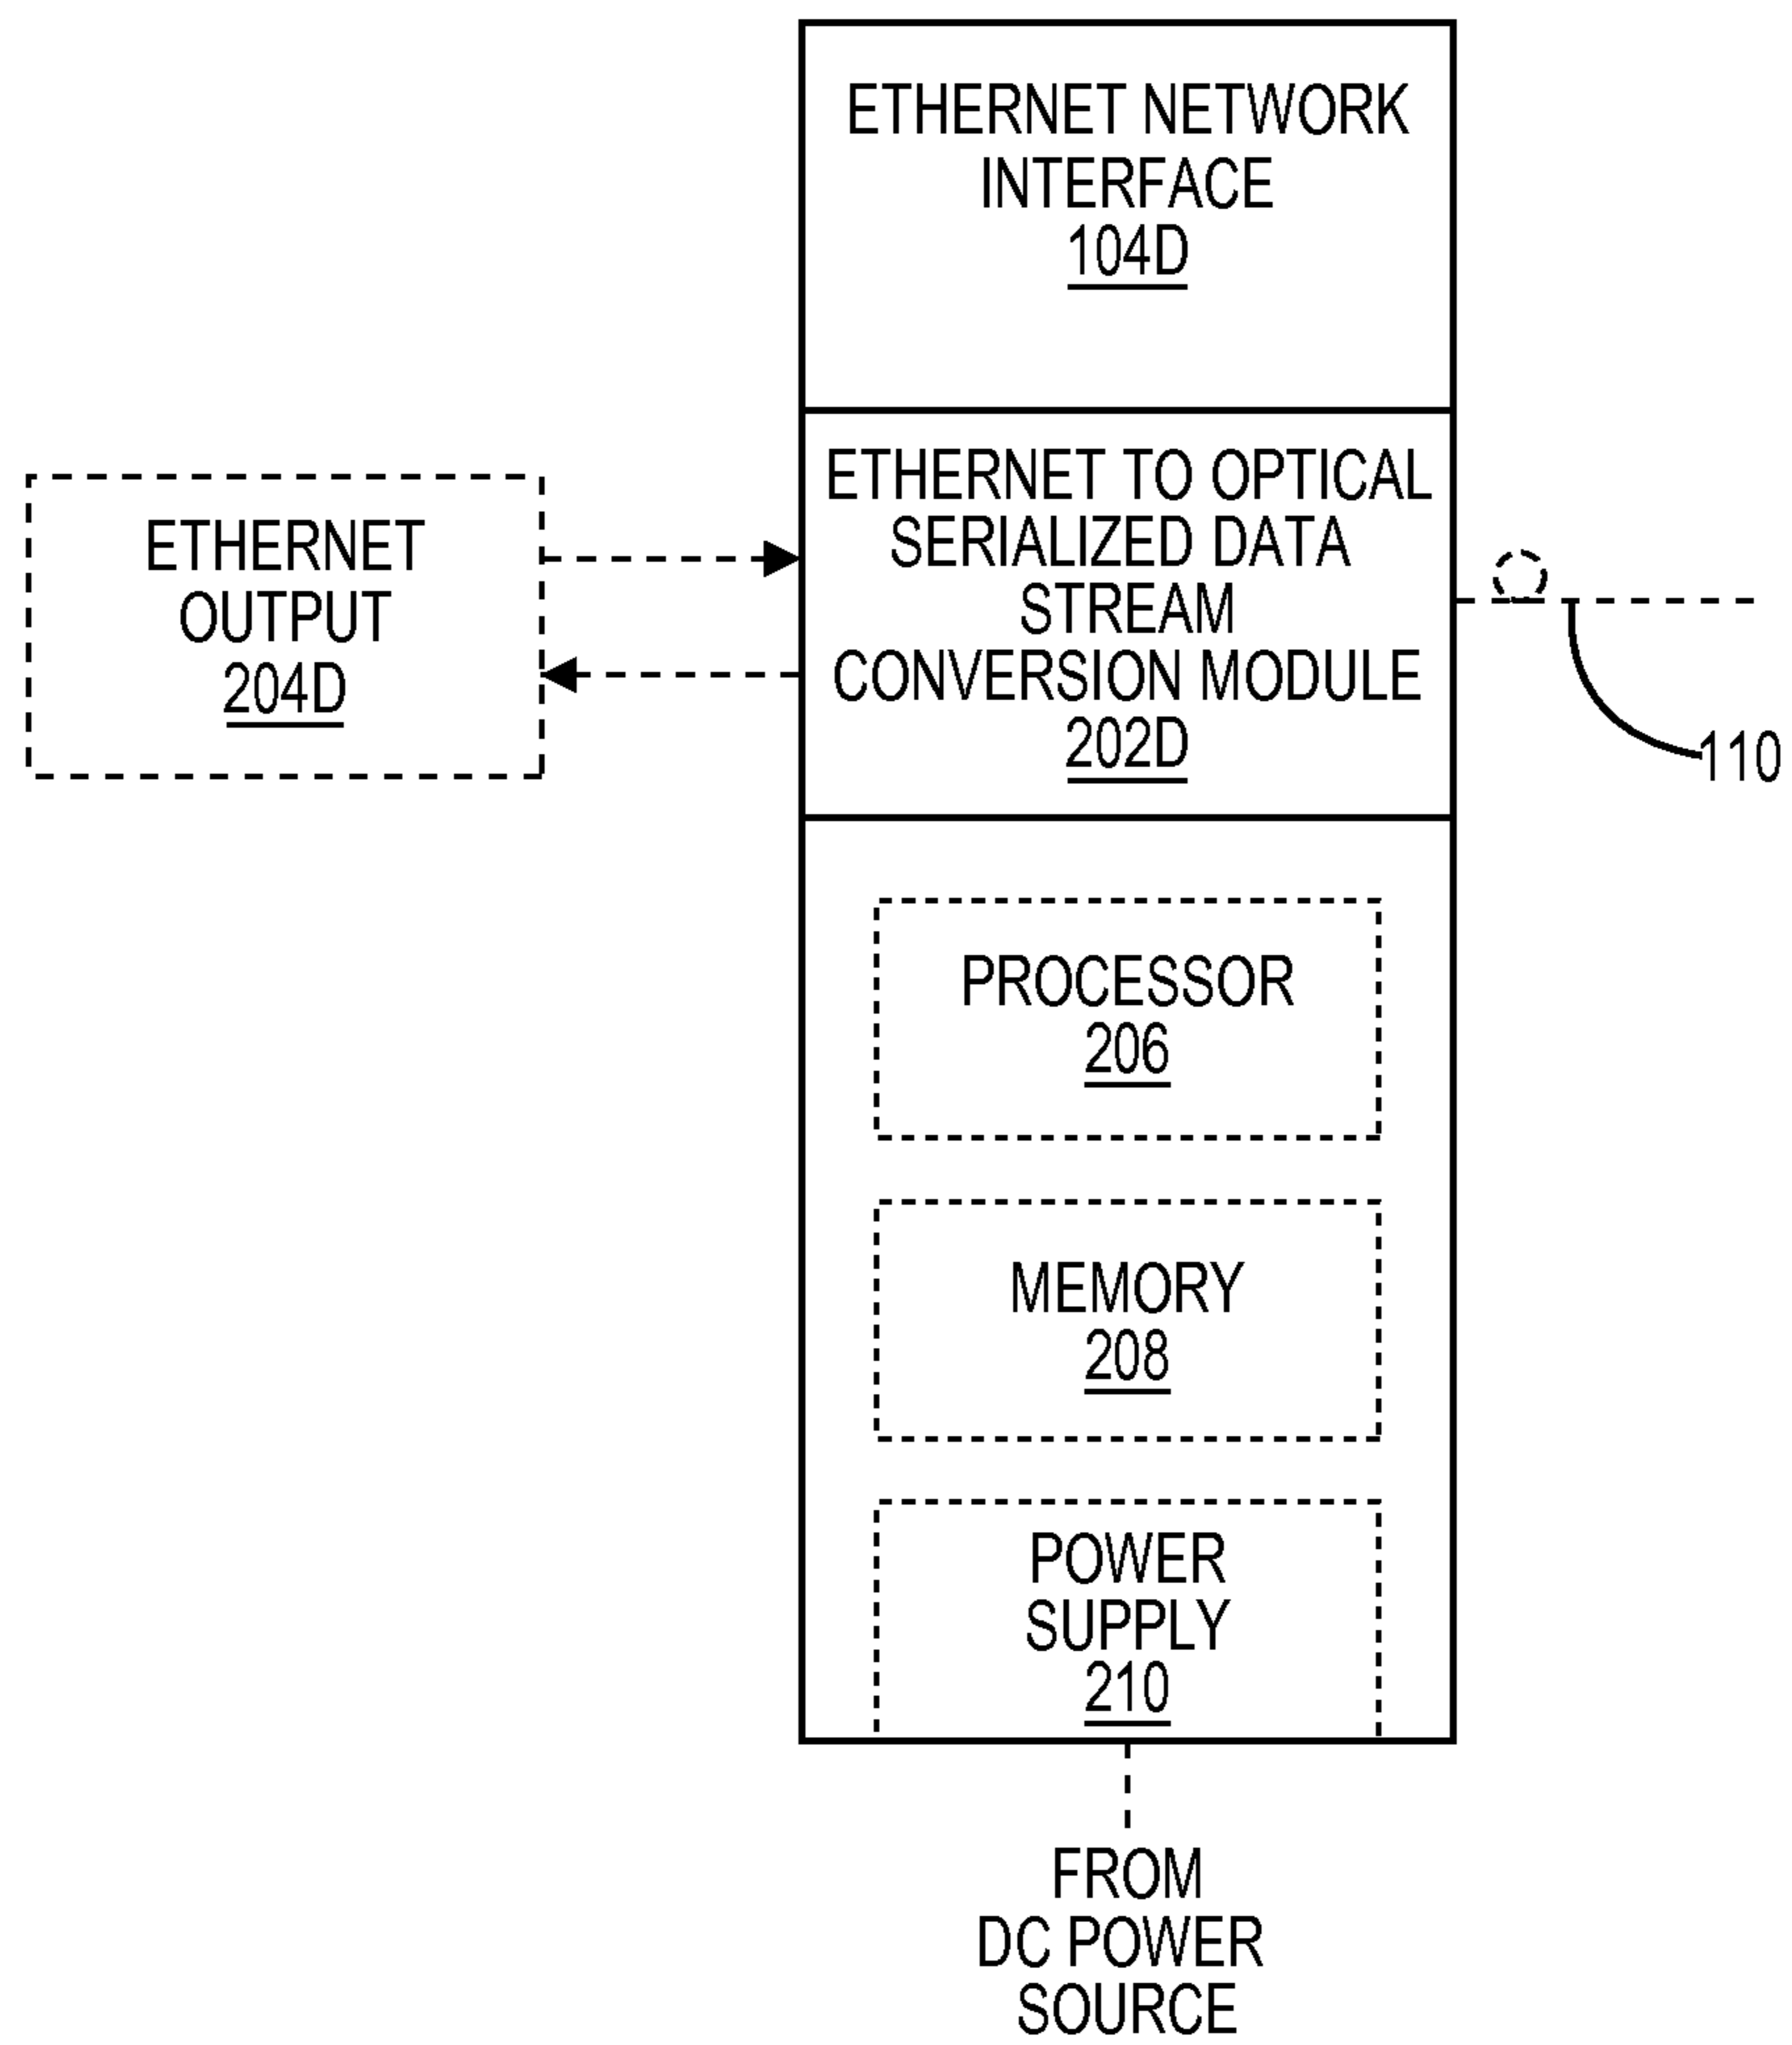 ETHERNET NETWORK
INTERFACE
104D
ETHERNET TO OPTICAL
SERIALIZED DATA
STREAM
CONVERSION MODULE
202D
ETHERNET
OUTPUT
204D
110
PROCESSOR
206
MEMORY
208
POWER
SUPPLY
210
FROM
DC POWER
SOURCE